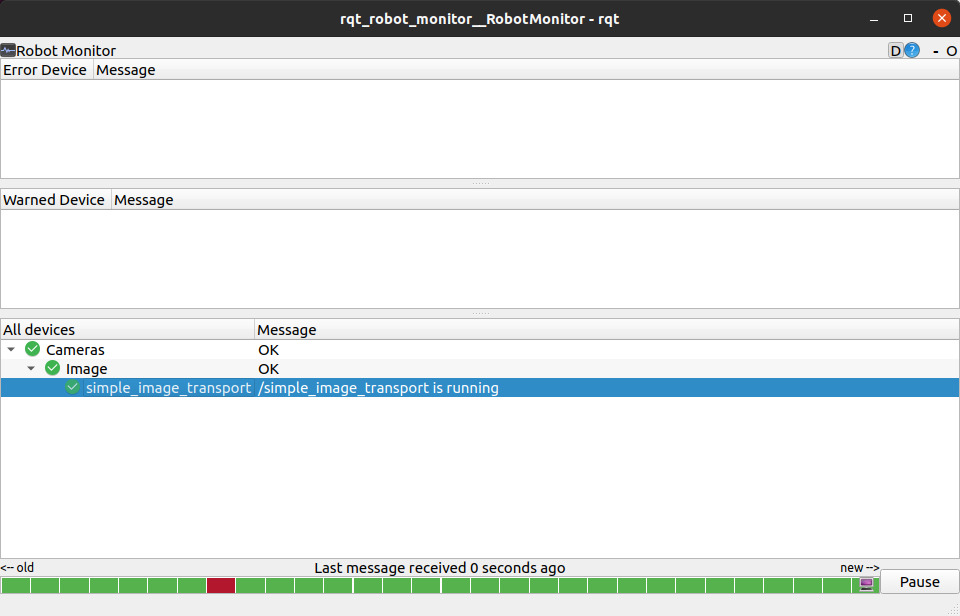 rqt_robot_monitor__RobotMonitor - rqt
Robot Monitor D ? - O
Error Device Message
Warned Device Message
All devices Message
Cameras OK
Image OK
simple_image_transport /simple_image_transport is running
<-- old Last message received 0 seconds ago new -->
Pause